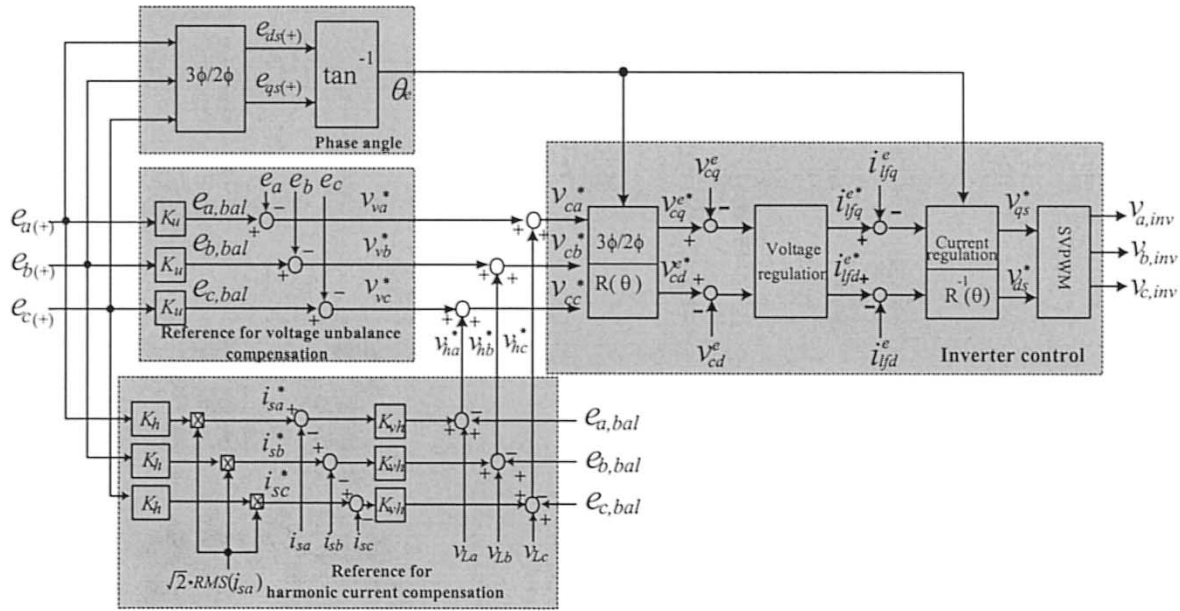 e_ds(+)
e_qs(+)
3ϕ/2ϕ
tan⁻¹
θ_e
Phase angle
e_a(+)
e_b(+)
e_c(+)
K_u
K_u
K_u
e_a,bal
e_b,bal
e_c,bal
e_a e_b e_c
- - -
+ + +
v_va*
v_vb*
v_vc*
Reference for voltage unbalance
compensation
+ + +
+ + +
v_ha* v_hb* v_hc*
v_ca*
v_cb*
v_cc*
3ϕ/2ϕ
R(θ)
v_cq^e
v_cq^e*
v_cd^e*
v_cd^e
+ -
+ -
Voltage
regulation
i_lfq^e
i_lfq^e*
i_lfd^e*
i_lfd^e
+ -
+ -
Current
regulation
R⁻¹(θ)
v_qs*
v_ds*
SVPWM
v_a,inv
v_b,inv
v_c,inv
Inverter control
K_h
K_h
K_h
i_sa*
i_sb*
i_sc*
+ -
+ -
+ -
K_vh
K_vh
K_vh
+ - +
+ - +
+ - +
e_a,bal
e_b,bal
e_c,bal
i_sa i_sb i_sc
v_La v_Lb v_Lc
√2•RMS(i_sa)
Reference for
harmonic current compensation